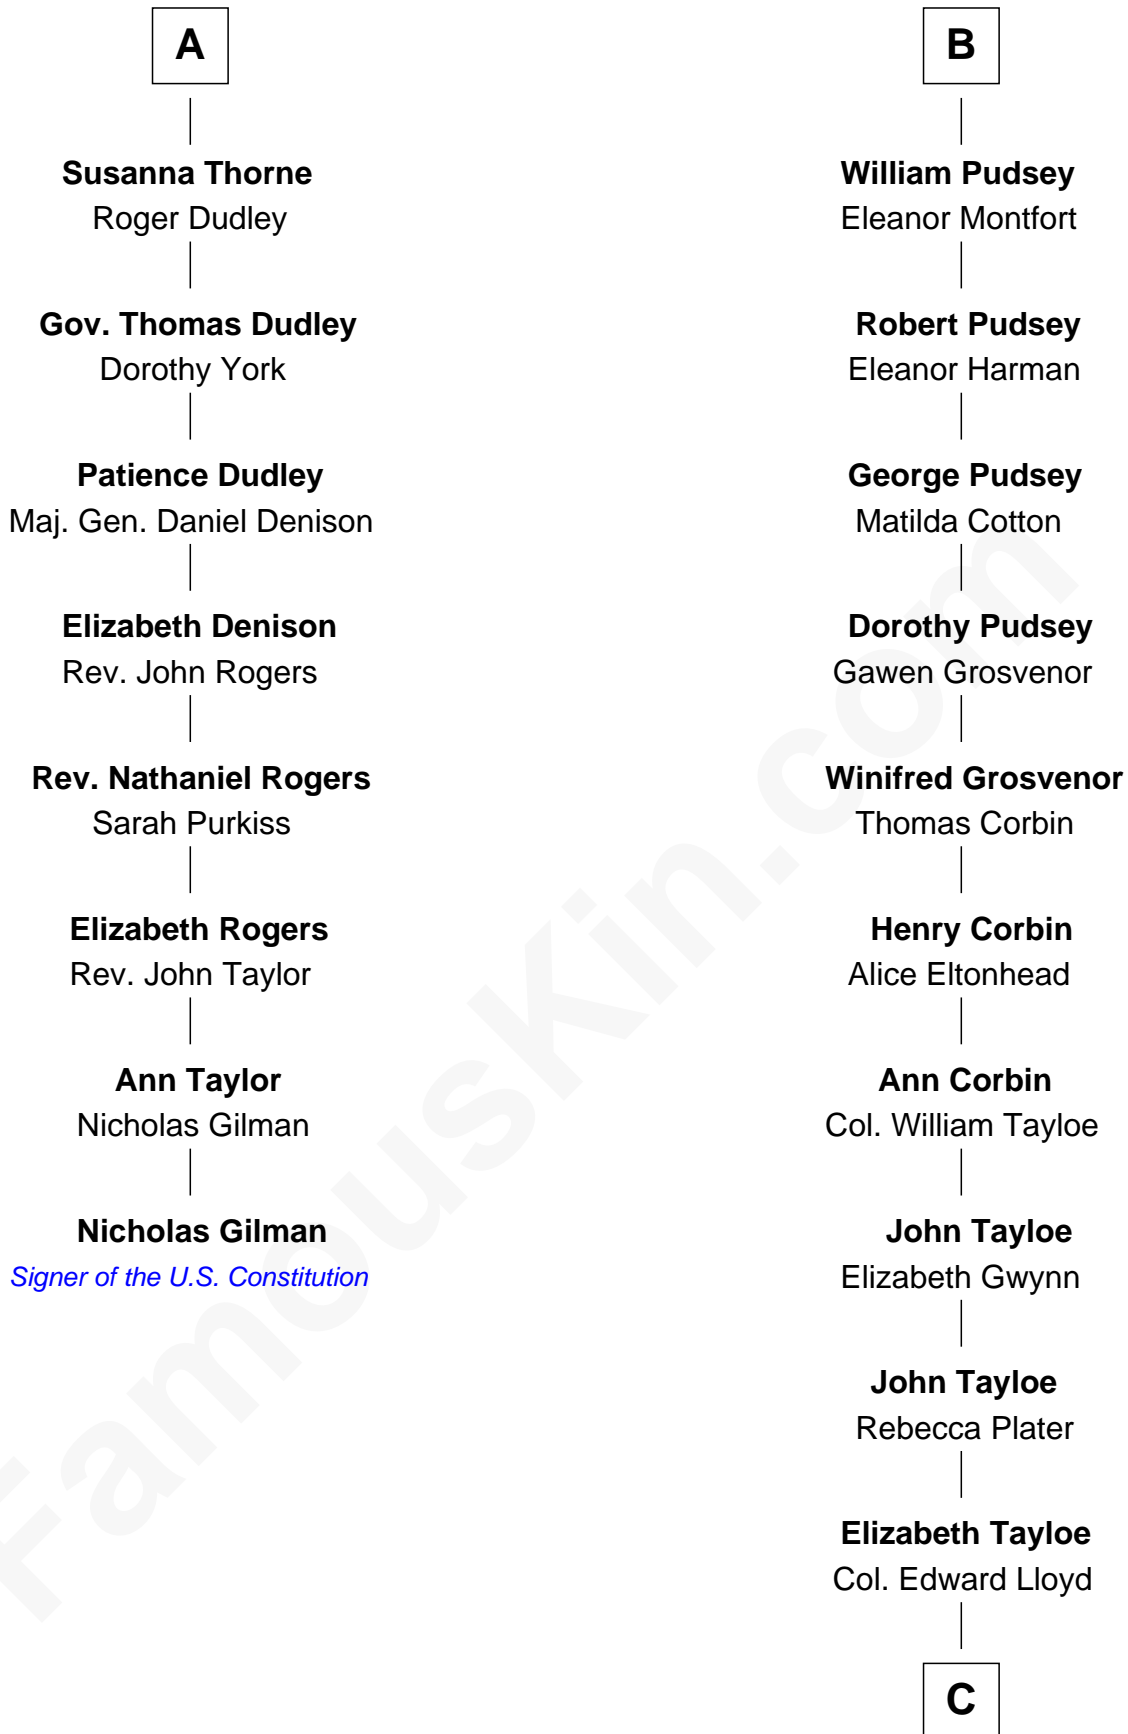 A
Susanna Thorne
Roger Dudley
Gov. Thomas Dudley
Dorothy York
Patience Dudley
Maj. Gen. Daniel Denison
Elizabeth Denison
Rev. John Rogers
Rev. Nathaniel Rogers
Sarah Purkiss
Elizabeth Rogers
Rev. John Taylor
Ann Taylor
Nicholas Gilman
Nicholas Gilman
Signer of the U.S. Constitution
B
William Pudsey
Eleanor Montfort
Robert Pudsey
Eleanor Harman
George Pudsey
Matilda Cotton
Dorothy Pudsey
Gawen Grosvenor
Winifred Grosvenor
Thomas Corbin
Henry Corbin
Alice Eltonhead
Ann Corbin
Col. William Tayloe
John Tayloe
Elizabeth Gwynn
John Tayloe
Rebecca Plater
Elizabeth Tayloe
Col. Edward Lloyd
C
FamousKin.com